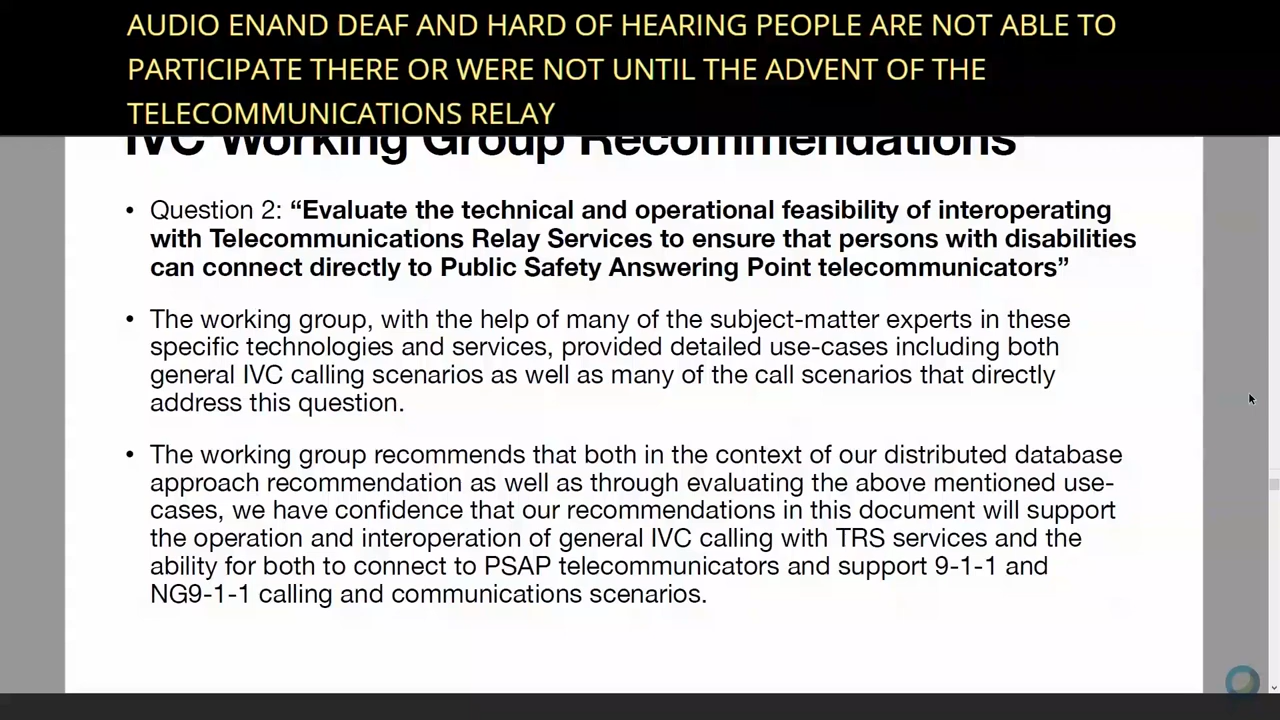 AUDIO ENAND DEAF AND HARD OF HEARING PEOPLE ARE NOT ABLE TO
PARTICIPATE THERE OR WERE NOT UNTIL THE ADVENT OF THE
TELECOMMUNICATIONS RELAY
IVC Working Group Recommendations
• Question 2: “Evaluate the technical and operational feasibility of interoperating
with Telecommunications Relay Services to ensure that persons with disabilities
can connect directly to Public Safety Answering Point telecommunicators”
• The working group, with the help of many of the subject-matter experts in these
specific technologies and services, provided detailed use-cases including both
general IVC calling scenarios as well as many of the call scenarios that directly
address this question.
• The working group recommends that both in the context of our distributed database
approach recommendation as well as through evaluating the above mentioned use-
cases, we have confidence that our recommendations in this document will support
the operation and interoperation of general IVC calling with TRS services and the
ability for both to connect to PSAP telecommunicators and support 9-1-1 and
NG9-1-1 calling and communications scenarios.